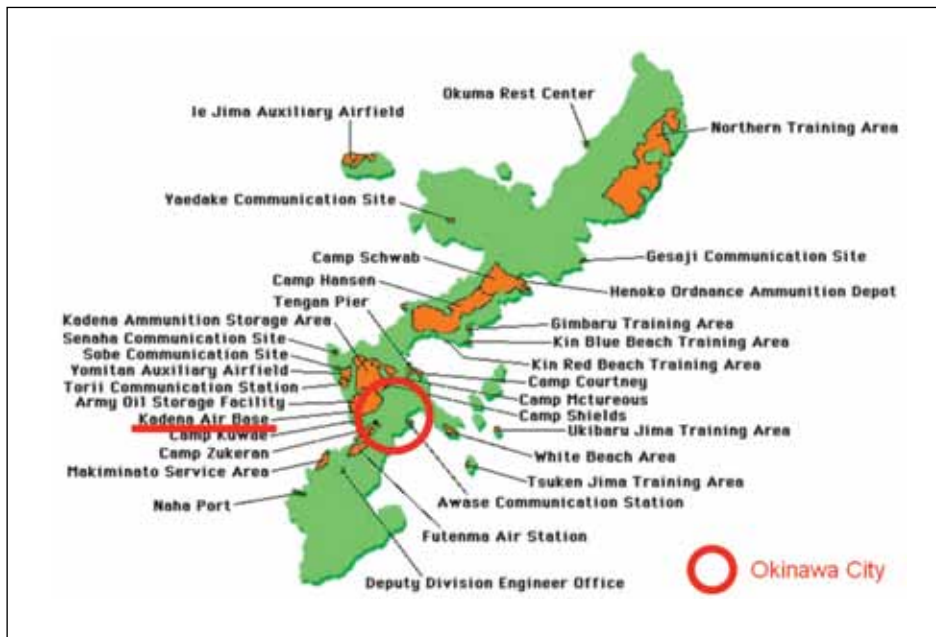 Okuma Rest Center
Ie Jima Auxiliary Airfield
Northern Training Area
Yaedake Communication Site
Camp Schwab
Gesaji Communication Site
Camp Hansen
Henoko Ordnance Ammunition Depot
Tengan Pier
Kadena Ammunition Storage Area
Gimbaru Training Area
Senaha Communication Site
Kin Blue Beach Training Area
Sobe Communication Site
Kin Red Beach Training Area
Yomitan Auxiliary Airfield
Camp Courtney
Torii Communication Station
Camp Mctureous
Army Oil Storage Facility
Camp Shields
Kadena Air Base
Ukibaru Jima Training Area
Camp Kuwae
Camp Zukeran
White Beach Area
Makiminato Service Area
Tsuken Jima Training Area
Naha Port
Awase Communication Station
Futenma Air Station
Okinawa City
Deputy Division Engineer Office